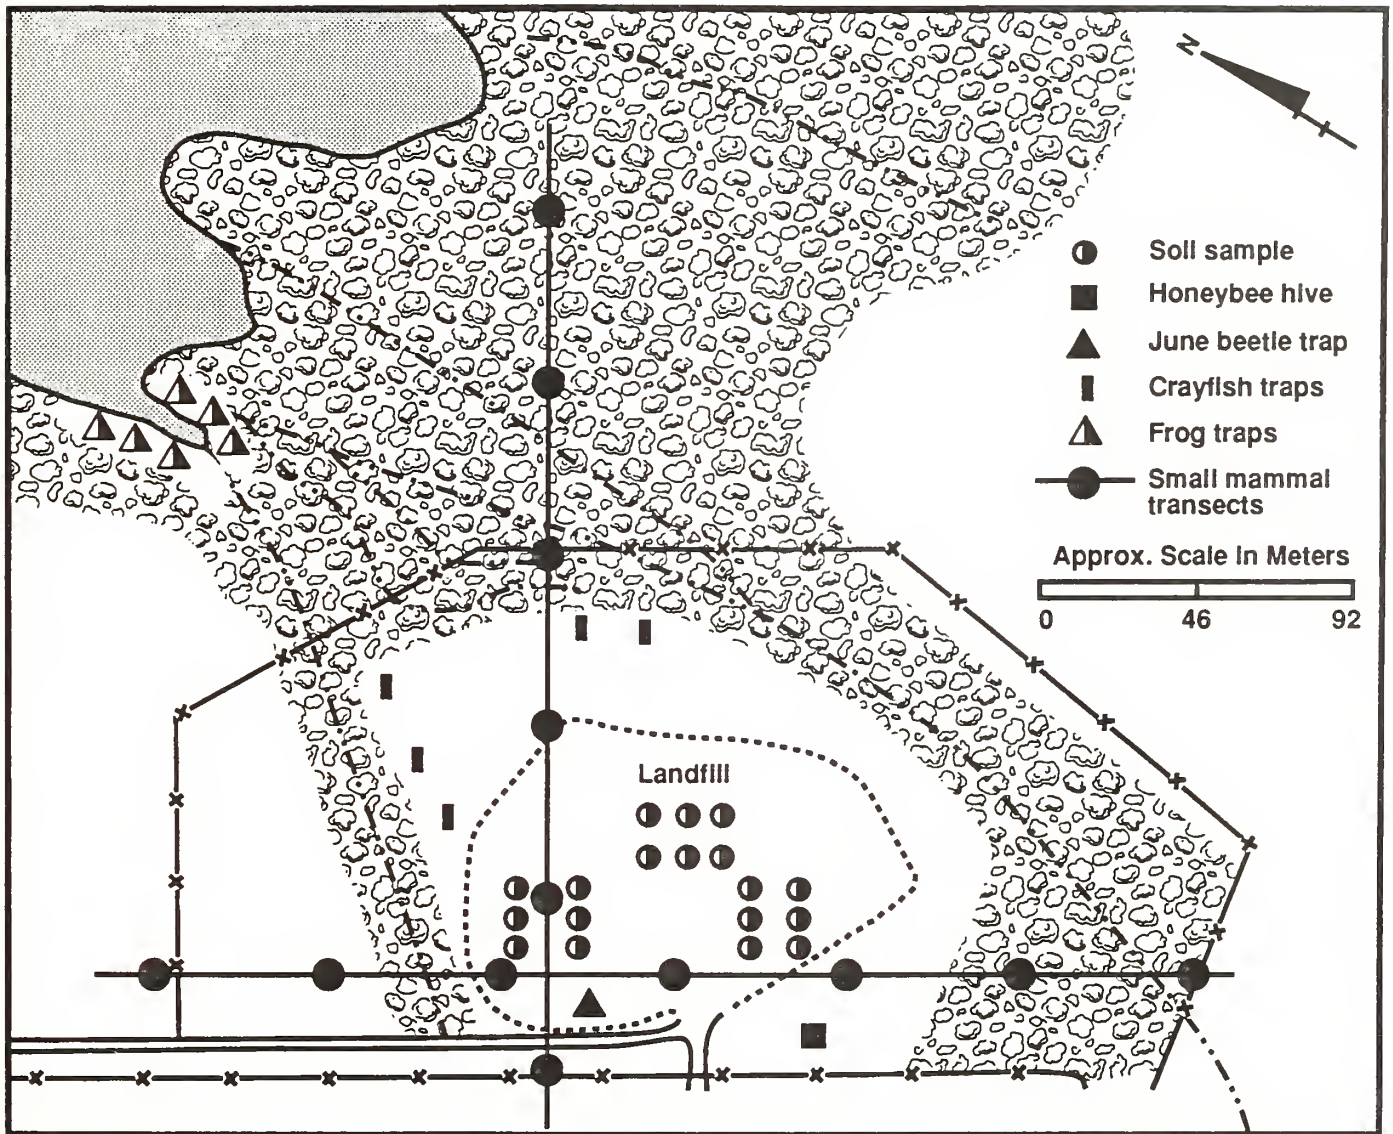 N
Soil sample
Honeybee hive
June beetle trap
Crayfish traps
Frog traps
Small mammal
transects
Approx. Scale in Meters
0 46 92
Landfill